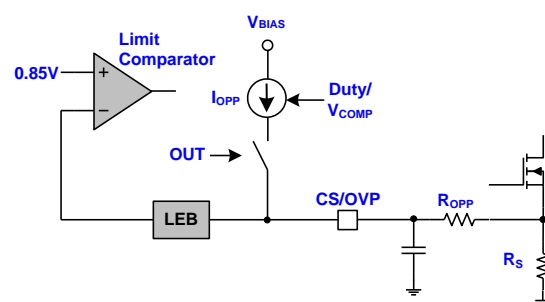 VBIAS
Limit
Comparator
0.85V
+
−
IOPP
Duty/
VCOMP
OUT
CS/OVP
ROPP
LEB
RS